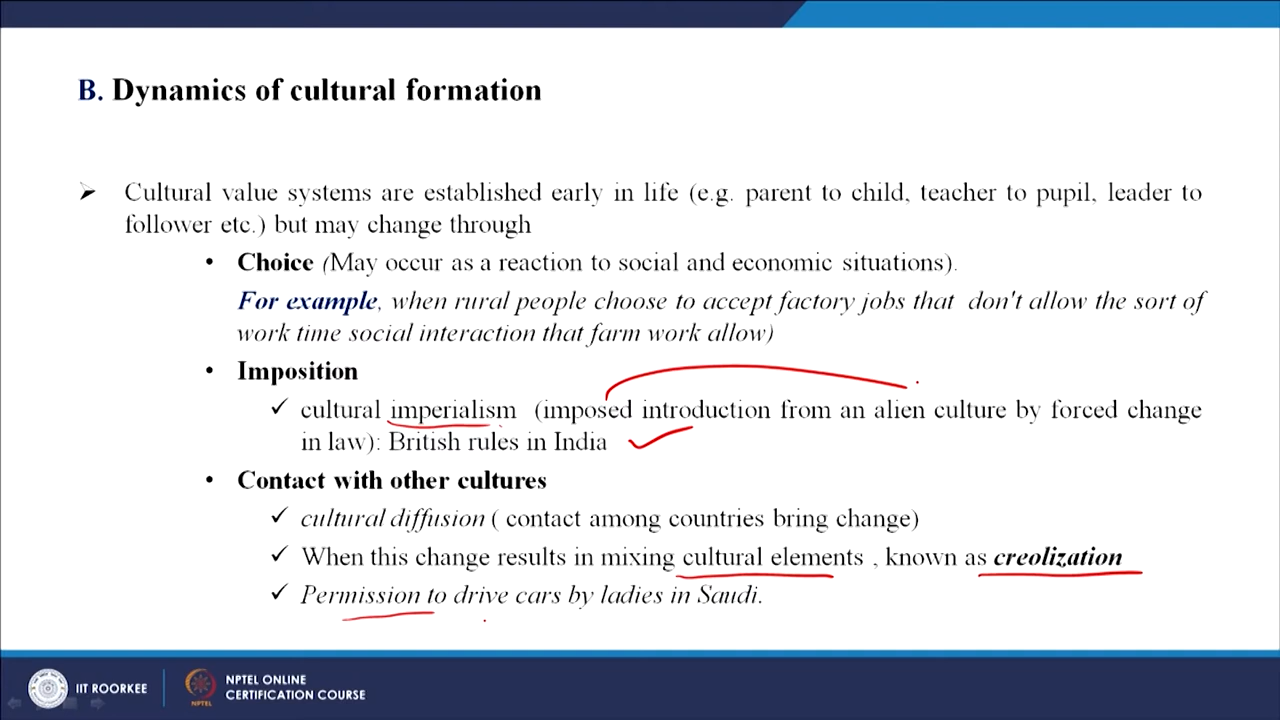 B. Dynamics of cultural formation
➢ Cultural value systems are established early in life (e.g. parent to child, teacher to pupil, leader to
follower etc.) but may change through
• Choice (May occur as a reaction to social and economic situations).
For example, when rural people choose to accept factory jobs that don't allow the sort of
work time social interaction that farm work allow)
• Imposition
✓ cultural imperialism (imposed introduction from an alien culture by forced change
in law): British rules in India
• Contact with other cultures
✓ cultural diffusion ( contact among countries bring change)
✓ When this change results in mixing cultural elements , known as creolization
✓ Permission to drive cars by ladies in Saudi.
IIT ROORKEE
NPTEL
NPTEL ONLINE
CERTIFICATION COURSE